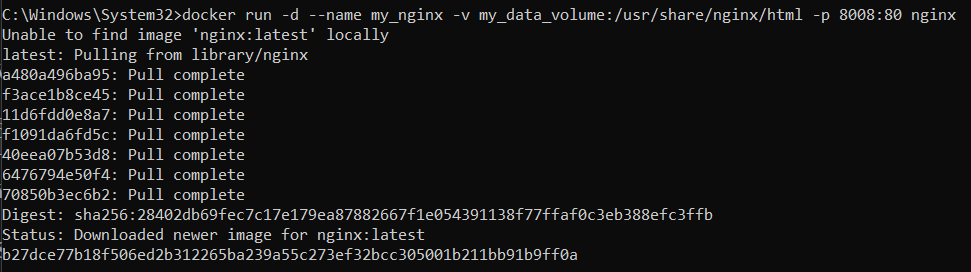 C:\Windows\System32>docker run -d --name my_nginx -v my_data_volume:/usr/share/nginx/html -p 8008:80 nginx
Unable to find image 'nginx:latest' locally
latest: Pulling from library/nginx
a480a496ba95: Pull complete
f3ace1b8ce45: Pull complete
11d6fdd0e8a7: Pull complete
f1091da6fd5c: Pull complete
40eea07b53d8: Pull complete
6476794e50f4: Pull complete
70850b3ec6b2: Pull complete
Digest: sha256:28402db69fec7c17e179ea87882667f1e054391138f77ffaf0c3eb388efc3ffb
Status: Downloaded newer image for nginx:latest
b27dce77b18f506ed2b312265ba239a55c273ef32bcc305001b211bb91b9ff0a